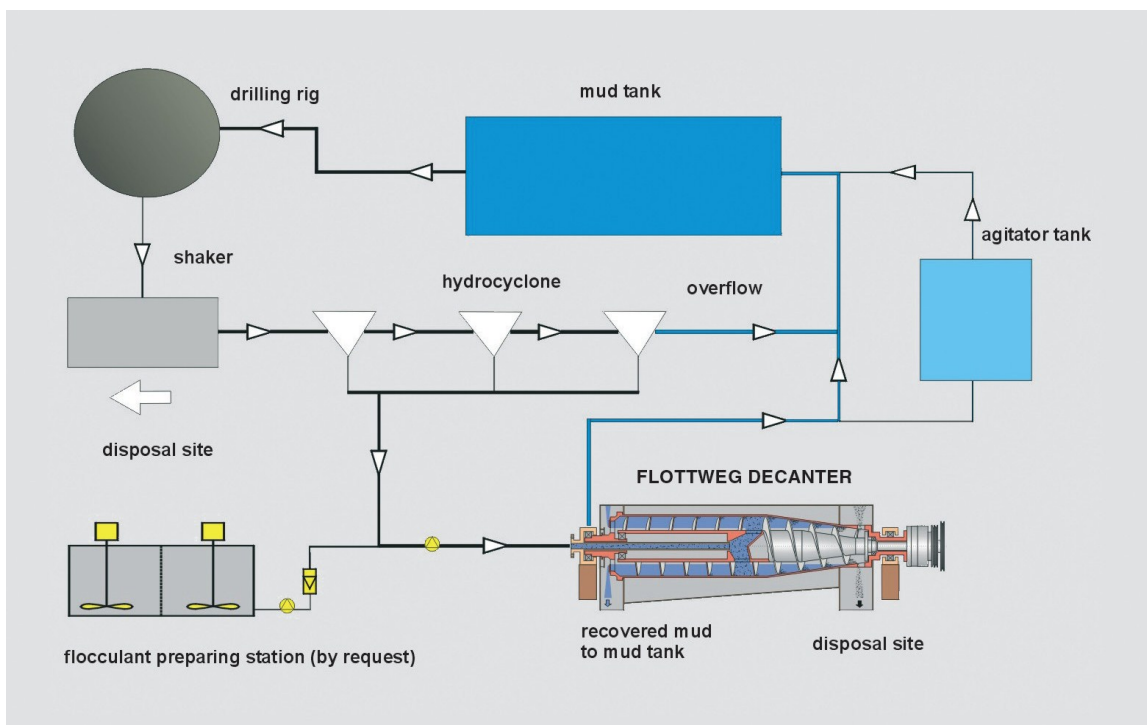 drilling rig
mud tank
shaker
agitator tank
hydrocyclone
overflow
disposal site
FLOTTWEG DECANTER
recovered mud
to mud tank
disposal site
flocculant preparing station (by request)